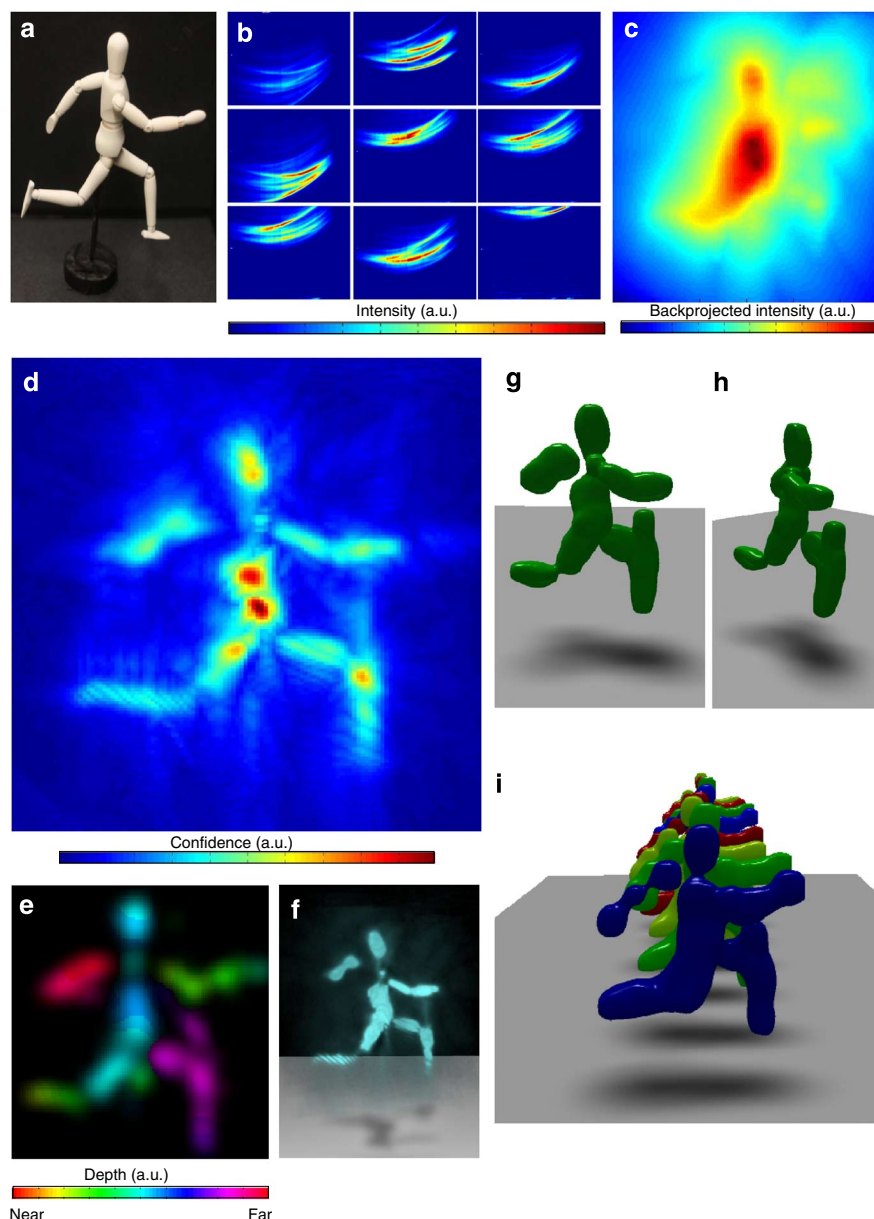 a
b
c
Intensity (a.u.)
Backprojected intensity (a.u.)
d
g
h
Confidence (a.u.)
i
e
f
Depth (a.u.)
Near
Far